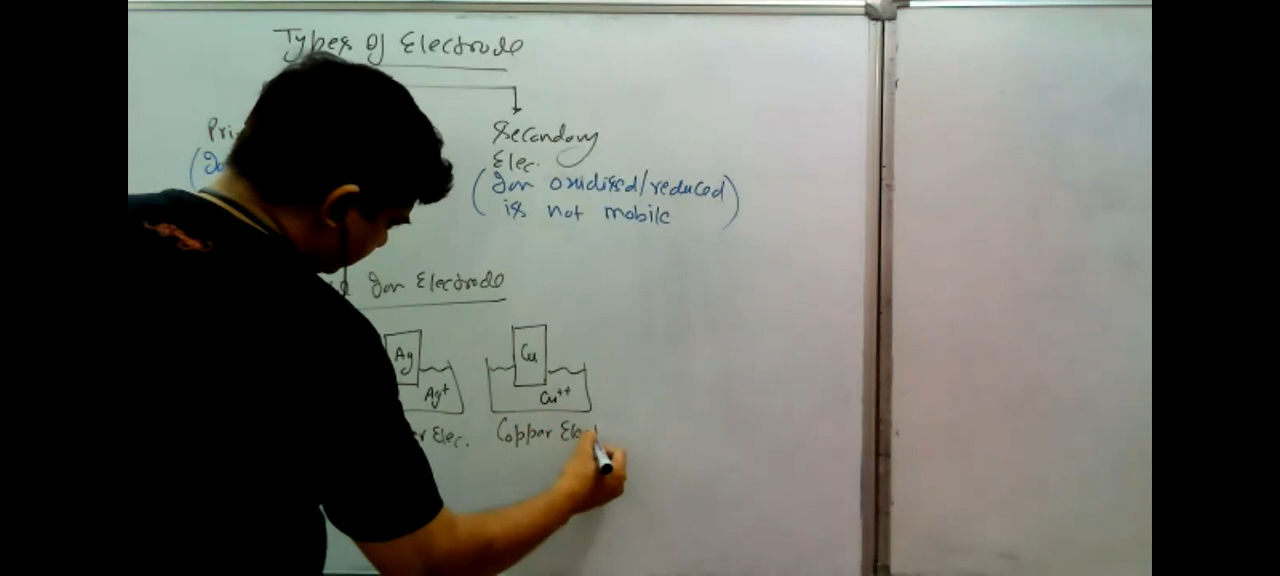 Types of Electrode
Secondary
Elec.
(Ion oxidised/reduced
is not mobile)
Ion Electrode
Ag
Ag+
Elec.
Cu
Cu++
Copper